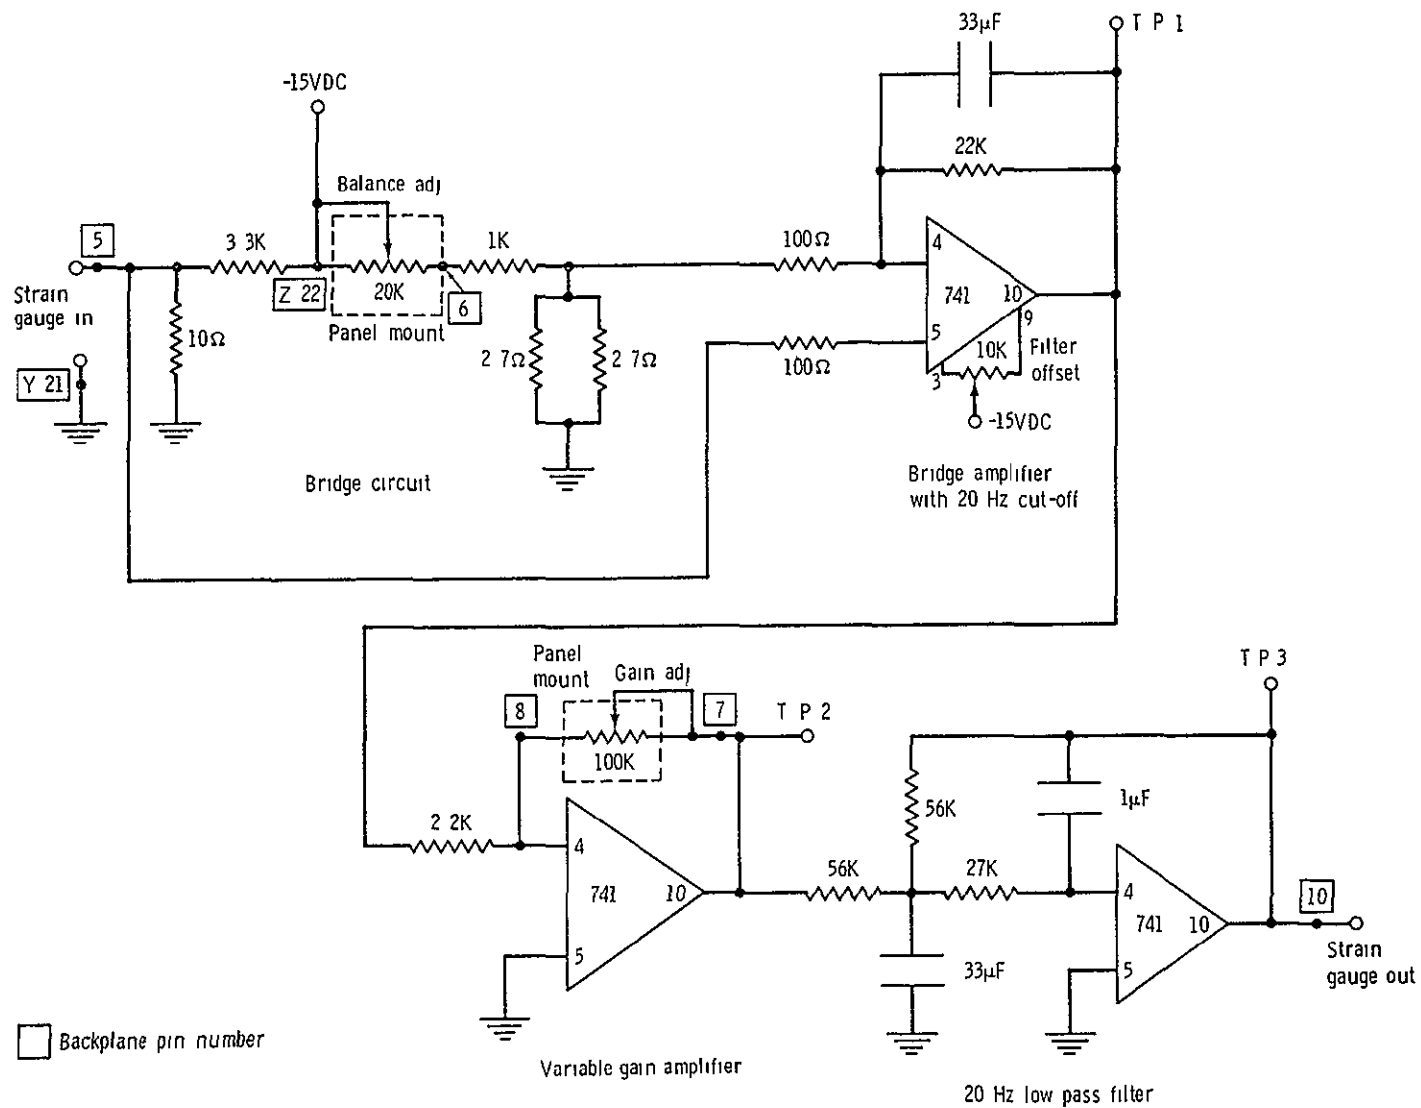 33µF
T P 1
-15VDC
22K
Balance adj
5
3 3K
1K
100Ω
4
Z 22
20K
6
741
10
Strain
gauge in
Panel mount
9
10Ω
2 7Ω
2 7Ω
5
10K
Filter
offset
100Ω
3
Y 21
-15VDC
Bridge circuit
Bridge amplifier
with 20 Hz cut-off
Panel
mount
Gain adj
T P 3
8
7
T P 2
100K
56K
1µF
2 2K
4
56K
27K
741
10
4
741
10
10
5
33µF
5
Strain
gauge out
Backplane pin number
Variable gain amplifier
20 Hz low pass filter